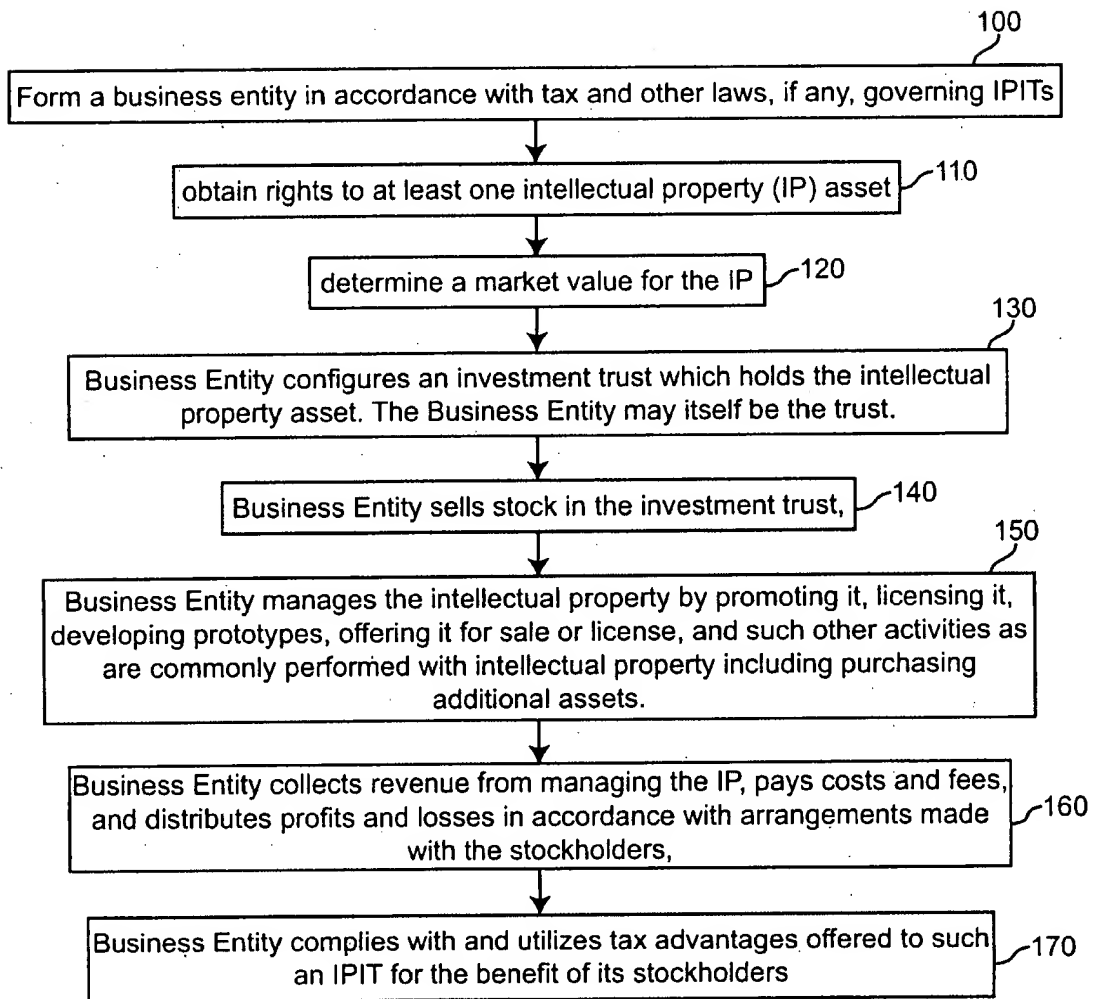 100
Form a business entity in accordance with tax and other laws, if any, governing IPITs
obtain rights to at least one intellectual property (IP) asset
110
determine a market value for the IP
120
130
Business Entity configures an investment trust which holds the intellectual
property asset. The Business Entity may itself be the trust.
Business Entity sells stock in the investment trust,
140
150
Business Entity manages the intellectual property by promoting it, licensing it,
developing prototypes, offering it for sale or license, and such other activities as
are commonly performed with intellectual property including purchasing
additional assets.
Business Entity collects revenue from managing the IP, pays costs and fees,
and distributes profits and losses in accordance with arrangements made
with the stockholders,
160
Business Entity complies with and utilizes tax advantages offered to such
an IPIT for the benefit of its stockholders
170